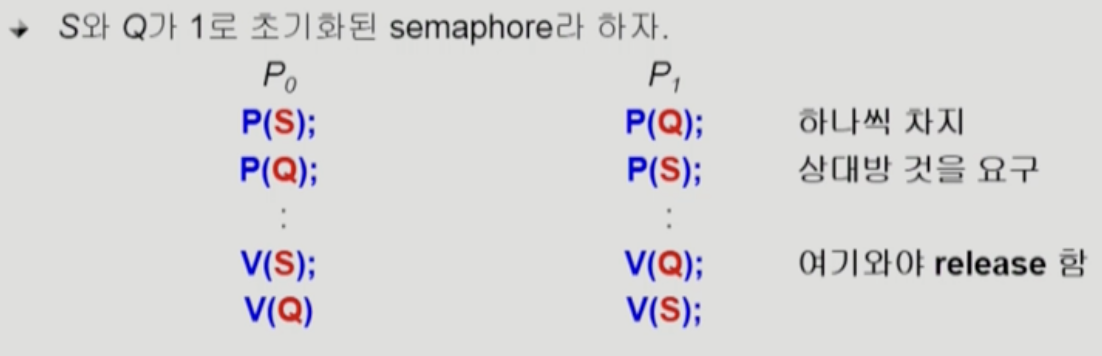 → S와 Q가 1로 초기화된 semaphore라 하자.
P0 P1
P(S); P(Q); 하나씩 차지
P(Q); P(S); 상대방 것을 요구
: :
V(S); V(Q); 여기와야 release 함
V(Q) V(S);